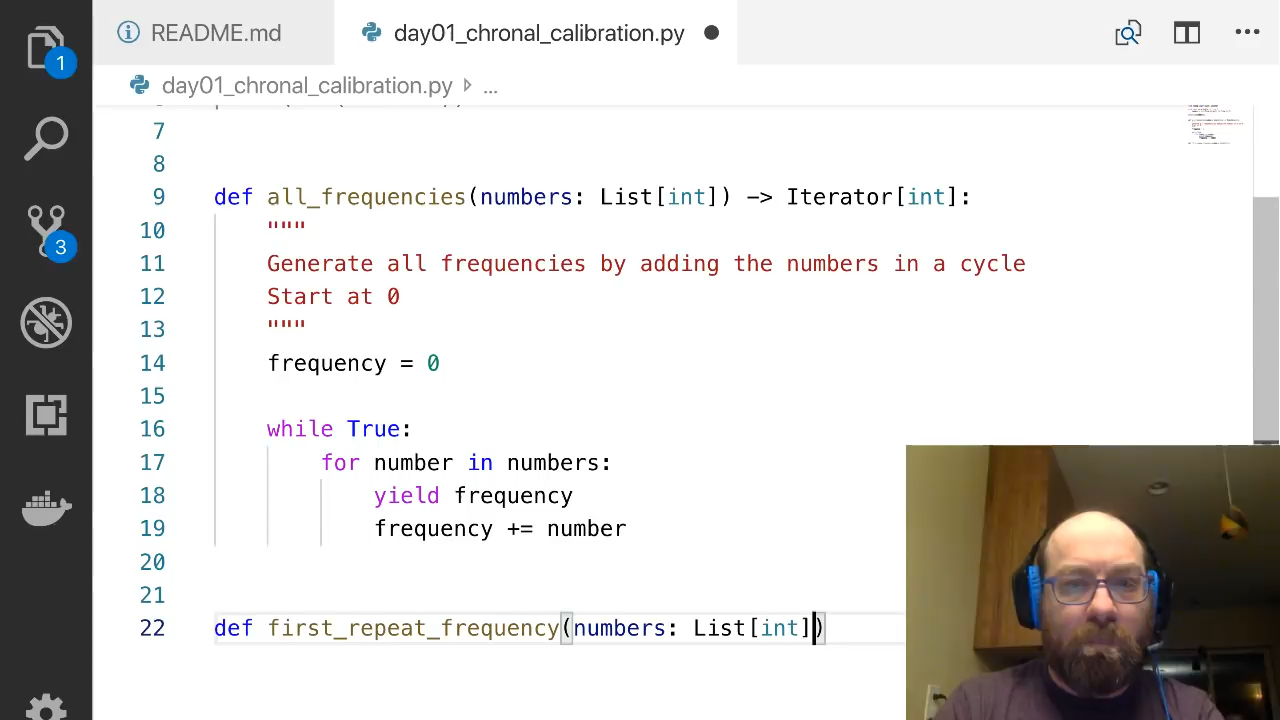 1
3
README.md
day01_chronal_calibration.py
day01_chronal_calibration.py ...
7
8
9 def all_frequencies(numbers: List[int]) -> Iterator[int]:
10 """
11 Generate all frequencies by adding the numbers in a cycle
12 Start at 0
13 """
14 frequency = 0
15
16 while True:
17 for number in numbers:
18 yield frequency
19 frequency += number
20
21
22 def first_repeat_frequency(numbers: List[int])